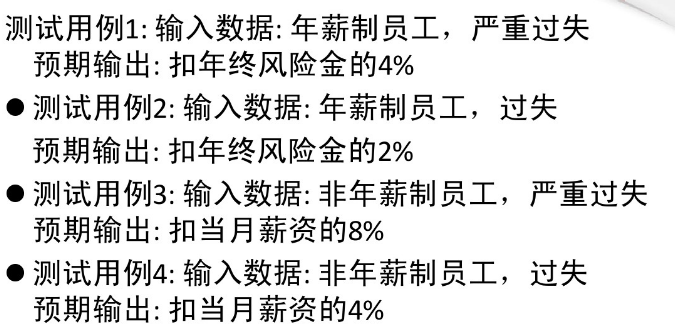 测试用例1: 输入数据: 年薪制员工，严重过失
预期输出: 扣年终风险金的4%
● 测试用例2: 输入数据: 年薪制员工，过失
预期输出: 扣年终风险金的2%
● 测试用例3: 输入数据: 非年薪制员工，严重过失
预期输出: 扣当月薪资的8%
● 测试用例4: 输入数据: 非年薪制员工，过失
预期输出: 扣当月薪资的4%